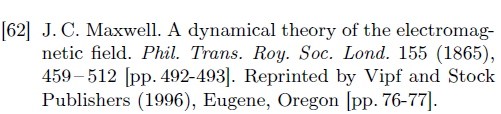 [62] J. C. Maxwell. A dynamical theory of the electromag-
netic field. Phil. Trans. Roy. Soc. Lond. 155 (1865),
459–512 [pp. 492-493]. Reprinted by Vipf and Stock
Publishers (1996), Eugene, Oregon [pp. 76-77].